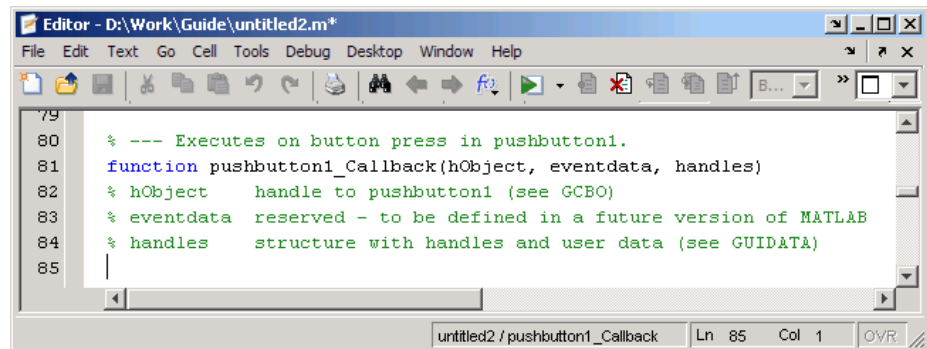 Editor - D:\Work\Guide\untitled2.m*
File Edit Text Go Cell Tools Debug Desktop Window Help
B...
79
80 % --- Executes on button press in pushbutton1.
81 function pushbutton1_Callback(hObject, eventdata, handles)
82 % hObject    handle to pushbutton1 (see GCBO)
83 % eventdata  reserved - to be defined in a future version of MATLAB
84 % handles    structure with handles and user data (see GUIDATA)
85
untitled2 / pushbutton1_Callback Ln 85 Col 1 OVR